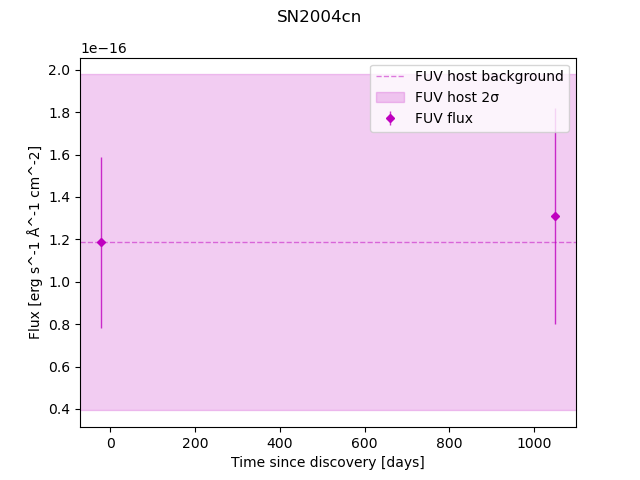 SN2004cn
1e−16
FUV host background
FUV host 2σ
FUV flux
2.0
1.8
1.6
1.4
1.2
1.0
0.8
0.6
0.4
Flux [erg s^-1 Å^-1 cm^-2]
0
200
400
600
800
1000
Time since discovery [days]